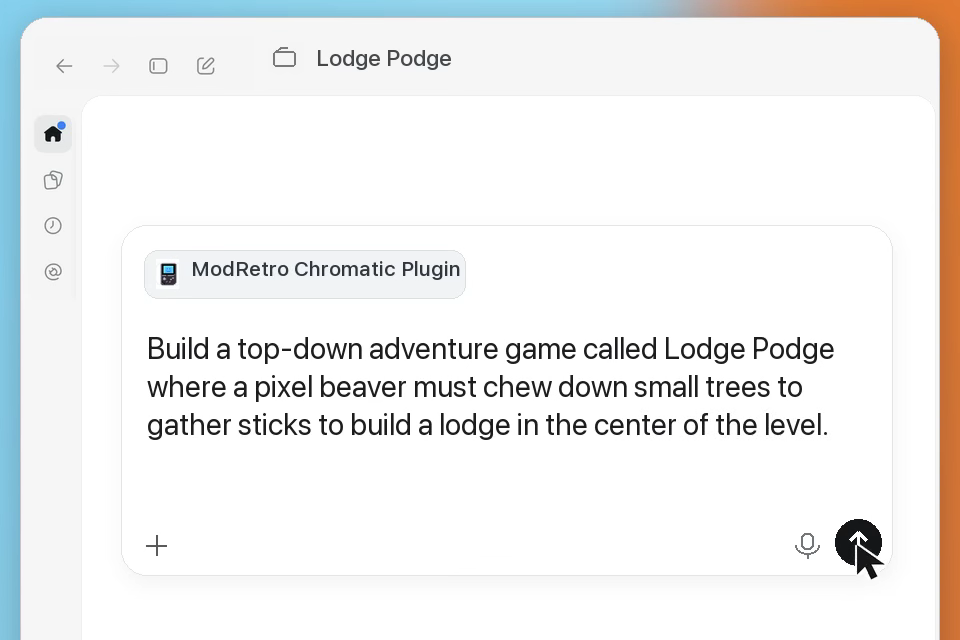 Lodge Podge
ModRetro Chromatic Plugin
Build a top-down adventure game called Lodge Podge
where a pixel beaver must chew down small trees to
gather sticks to build a lodge in the center of the level.